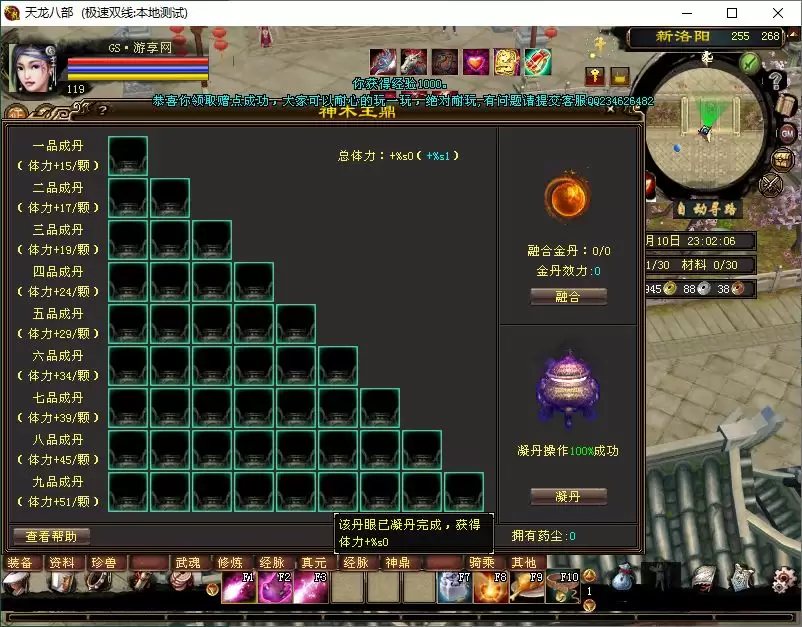 天龙八部 (极速双线:本地测试)
GS·游享网
119
新洛阳 255 268
你获得经验1000。
恭喜你领取赠点成功，大家可以耐心的玩一玩，绝对耐玩,有问题请提交客服QQ234626482
神木王鼎
GM
自动寻路
月10日 23:02:06
1/30 材料 0/30
945 88 38
一品成丹
(体力+15/颗)
二品成丹
(体力+17/颗)
三品成丹
(体力+19/颗)
四品成丹
(体力+24/颗)
五品成丹
(体力+29/颗)
六品成丹
(体力+34/颗)
七品成丹
(体力+39/颗)
八品成丹
(体力+45/颗)
九品成丹
(体力+51/颗)
总体力：+%s0(+%s1)
融合金丹：0/0
金丹效力:0
融合
凝丹操作100%成功
凝丹
拥有药尘:0
该丹眼已凝丹完成，获得
体力+%s0
查看帮助
装备 资料 珍兽 武魂 修炼 经脉 真元 经脉 神鼎 骑乘 其他
F1 F2 F3 F7 F8 F9 F10
1